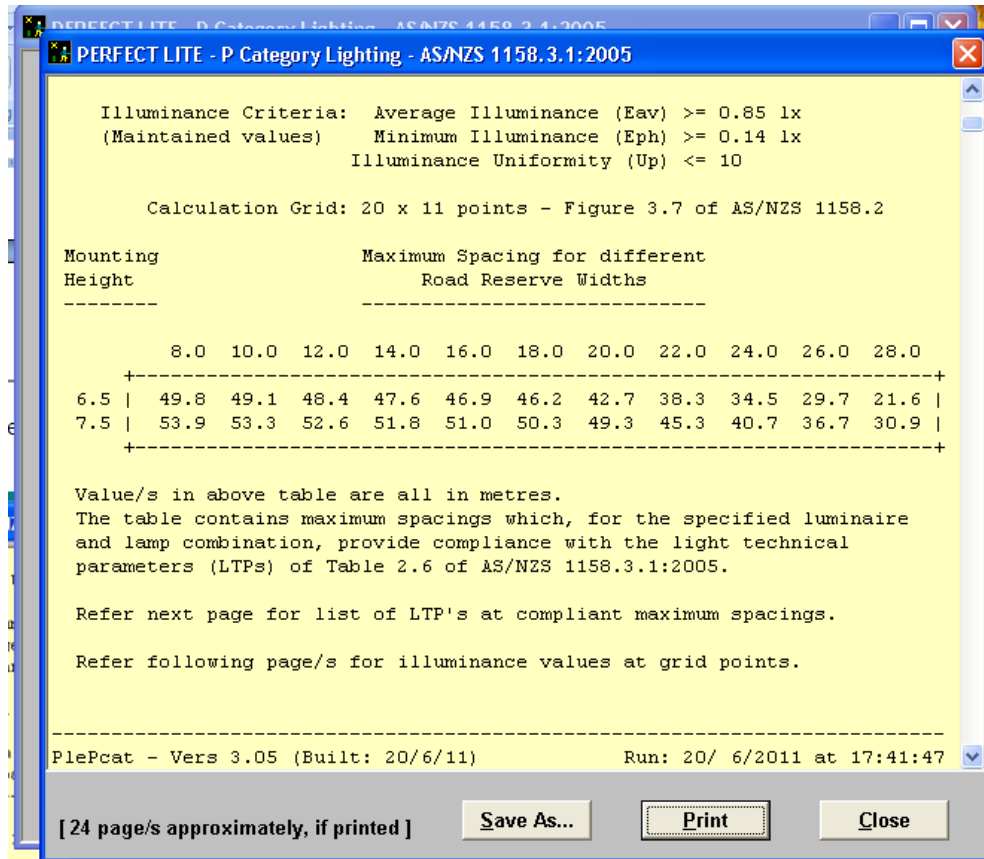 PERFECT LITE - P Category Lighting - AS/NZS 1158.3.1:2005
PERFECT LITE - P Category Lighting - AS/NZS 1158.3.1:2005
Illuminance Criteria: Average Illuminance (Eav) >= 0.85 lx
(Maintained values) Minimum Illuminance (Eph) >= 0.14 lx
Illuminance Uniformity (Up) <= 10
Calculation Grid: 20 x 11 points - Figure 3.7 of AS/NZS 1158.2
Mounting Maximum Spacing for different
Height Road Reserve Widths
-------- -----------------------------
8.0 10.0 12.0 14.0 16.0 18.0 20.0 22.0 24.0 26.0 28.0
+-------------------------------------------------------------------+
6.5 | 49.8 49.1 48.4 47.6 46.9 46.2 42.7 38.3 34.5 29.7 21.6 |
7.5 | 53.9 53.3 52.6 51.8 51.0 50.3 49.3 45.3 40.7 36.7 30.9 |
+-------------------------------------------------------------------+
Value/s in above table are all in metres.
The table contains maximum spacings which, for the specified luminaire
and lamp combination, provide compliance with the light technical
parameters (LTPs) of Table 2.6 of AS/NZS 1158.3.1:2005.
Refer next page for list of LTP's at compliant maximum spacings.
Refer following page/s for illuminance values at grid points.
---------------------------------------------------------------------------
PlePcat - Vers 3.05 (Built: 20/6/11) Run: 20/ 6/2011 at 17:41:47
[ 24 page/s approximately, if printed ] Save As... Print Close